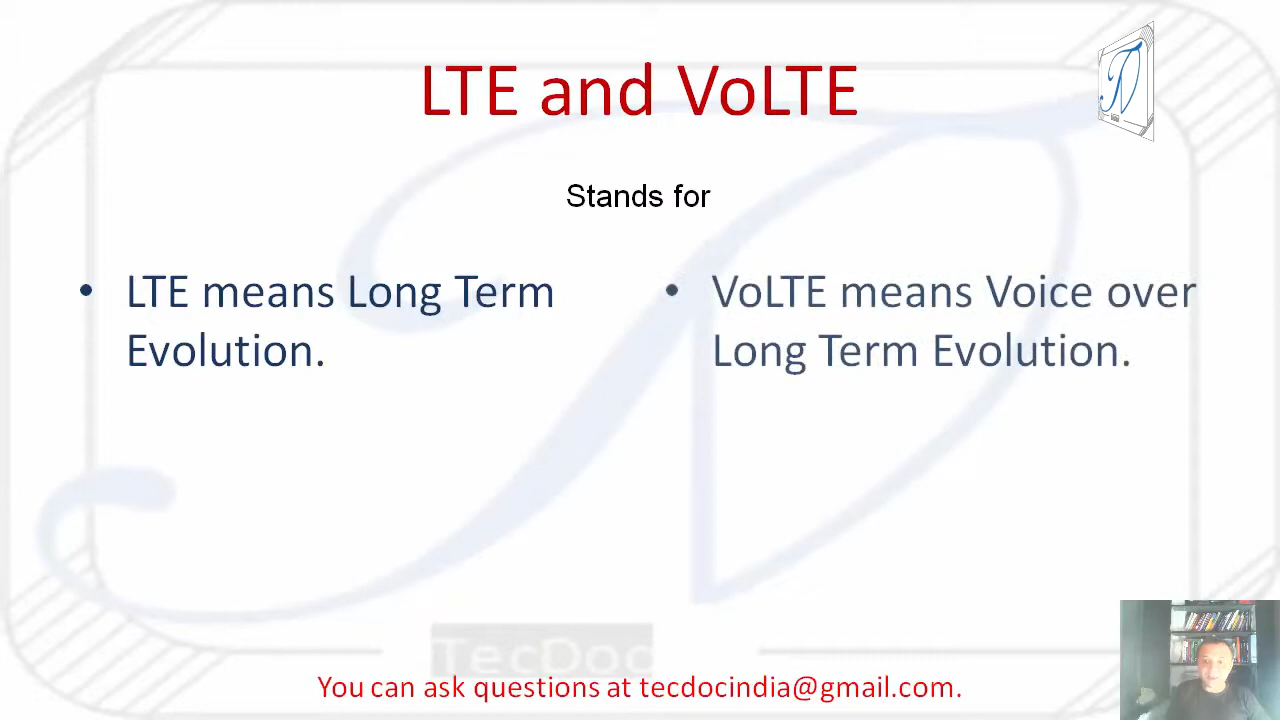 LTE and VoLTE
Stands for
• LTE means Long Term
Evolution.
• VoLTE means Voice over
Long Term Evolution.
TecDoc
You can ask questions at tecdocindia@gmail.com.